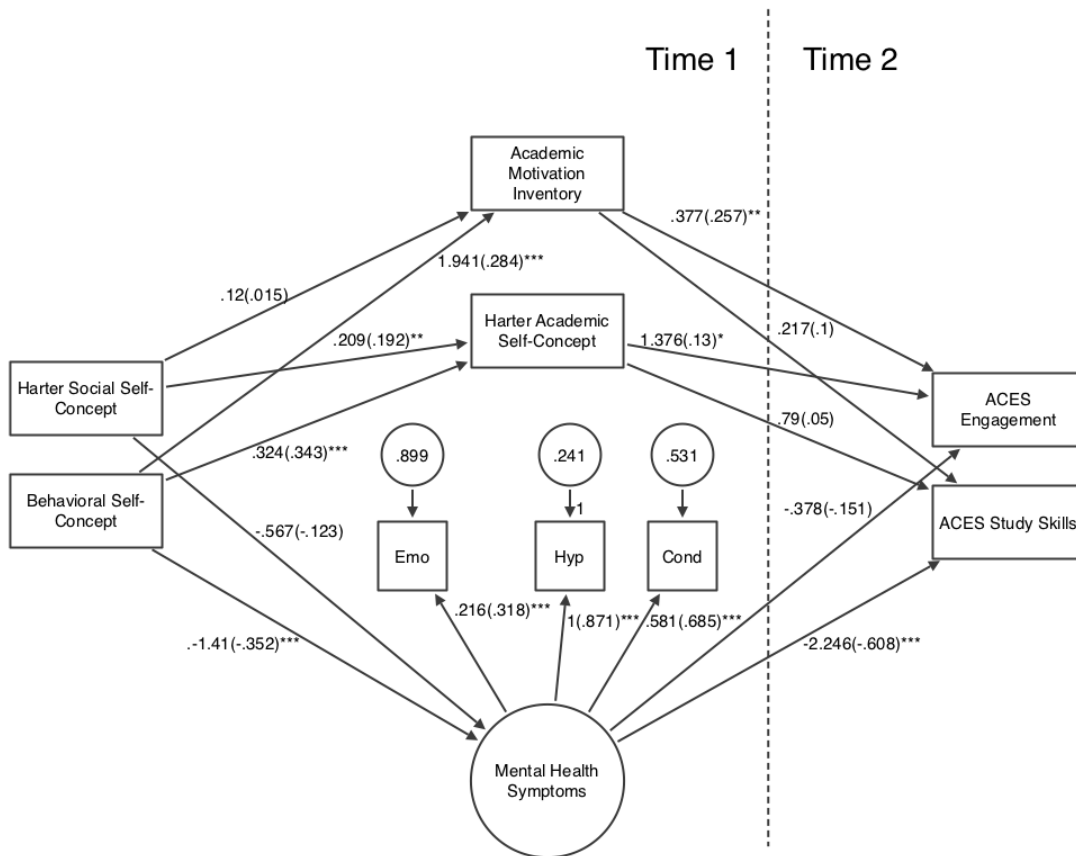 Time 1
Time 2
Academic
Motivation
Inventory
.377(.257)**
1.941(.284)***
.12(.015)
Harter Academic
Self-Concept
.209(.192)**
1.376(.13)*
.217(.1)
Harter Social Self-
Concept
ACES
Engagement
.79(.05)
.324(.343)***
.899
.241
.531
Behavioral Self-
Concept
1
-.378(-.151)
ACES Study Skills
-.567(-.123)
Emo
Hyp
Cond
.216(.318)***
1(.871)***
.581(.685)***
.-1.41(-.352)***
-2.246(-.608)***
Mental Health
Symptoms